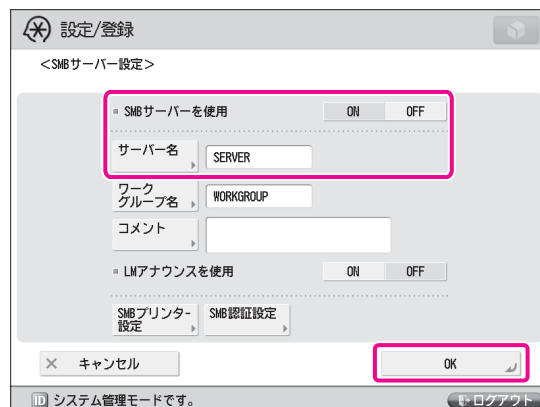 設定/登録
<SMBサーバー設定>
SMBサーバーを使用 ON OFF
サーバー名 SERVER
ワーク
グループ名 WORKGROUP
コメント
LMアナウンスを使用 ON OFF
SMBプリンター
設定 SMB認証設定
× キャンセル OK
ID システム管理モードです。 ログアウト